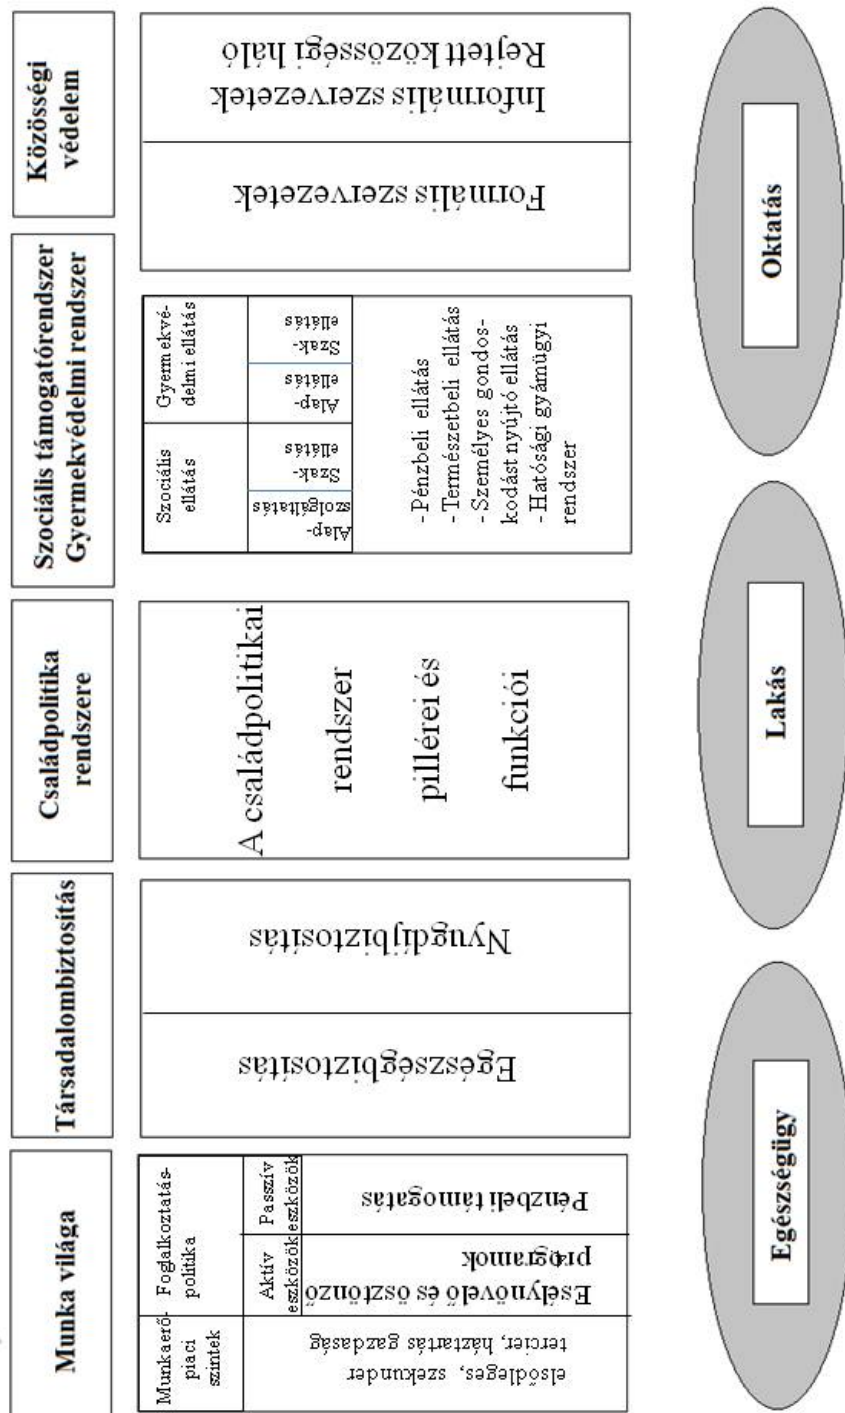 Munka világa
Társadalombiztosítás
Családpolitika
rendszere
Szociális támogatórendszer
Gyermekvédelmi rendszer
Közösségi
védelem
Munkaerő-
piaci
szintek
Foglalkoztatás-
politika
Aktív
eszközök
Passzív
eszközök
elsődleges, szekunder
tercier, háztartás gazdaság
Esélynövelő és ösztönző
programok
Pénzbeli támogatás
Egészségbiztosítás
Nyugdíjbiztosítás
A családpolitikai
rendszer
pillérei és
funkciói
Szociális
ellátás
Gyermekvé-
delmi ellátás
Alap-
szolgáltatás
Szak-
ellátás
Alap-
ellátás
Szak-
ellátás
- Pénzbeli ellátás
- Természetbeli ellátás
- Személyes gondos-
kodást nyújtó ellátás
- Hatósági gyámügyi
rendszer
Formális szervezetek
Informális szervezetek
Rejtett közösségi háló
Egészségügy
Lakás
Oktatás